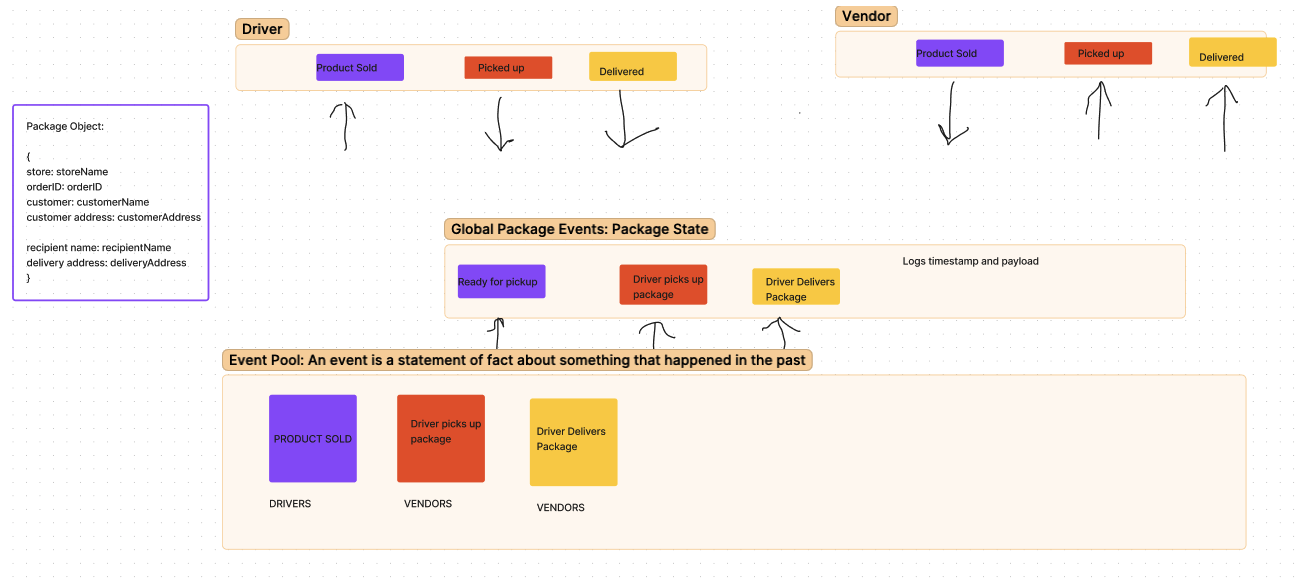 Driver
Product Sold
Picked up
Delivered
Vendor
Product Sold
Picked up
Delivered
Package Object:
{
store: storeName
orderID: orderID
customer: customerName
customer address: customerAddress
recipient name: recipientName
delivery address: deliveryAddress
}
Global Package Events: Package State
Ready for pickup
Driver picks up
package
Driver Delivers
Package
Logs timestamp and payload
Event Pool: An event is a statement of fact about something that happened in the past
PRODUCT SOLD
Driver picks up
package
Driver Delivers
Package
DRIVERS
VENDORS
VENDORS